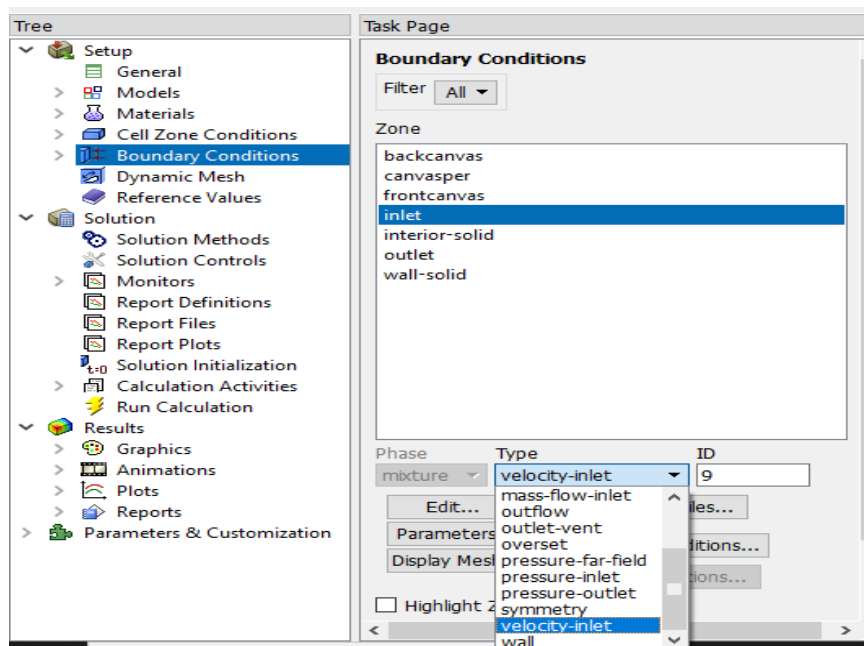 Tree
Setup
General
Models
Materials
Cell Zone Conditions
Boundary Conditions
Dynamic Mesh
Reference Values
Solution
Solution Methods
Solution Controls
Monitors
Report Definitions
Report Files
Report Plots
t=0 Solution Initialization
Calculation Activities
Run Calculation
Results
Graphics
Animations
Plots
Reports
Parameters & Customization
Task Page
Boundary Conditions
Filter All
Zone
backcanvas
canvasper
frontcanvas
inlet
interior-solid
outlet
wall-solid
Phase Type ID
mixture velocity-inlet 9
mass-flow-inlet
outflow
outlet-vent
overset
pressure-far-field
pressure-inlet
pressure-outlet
symmetry
velocity-inlet
wall
Edit... iles...
Parameters ditions...
Display Mesh ions...
Highlight Z